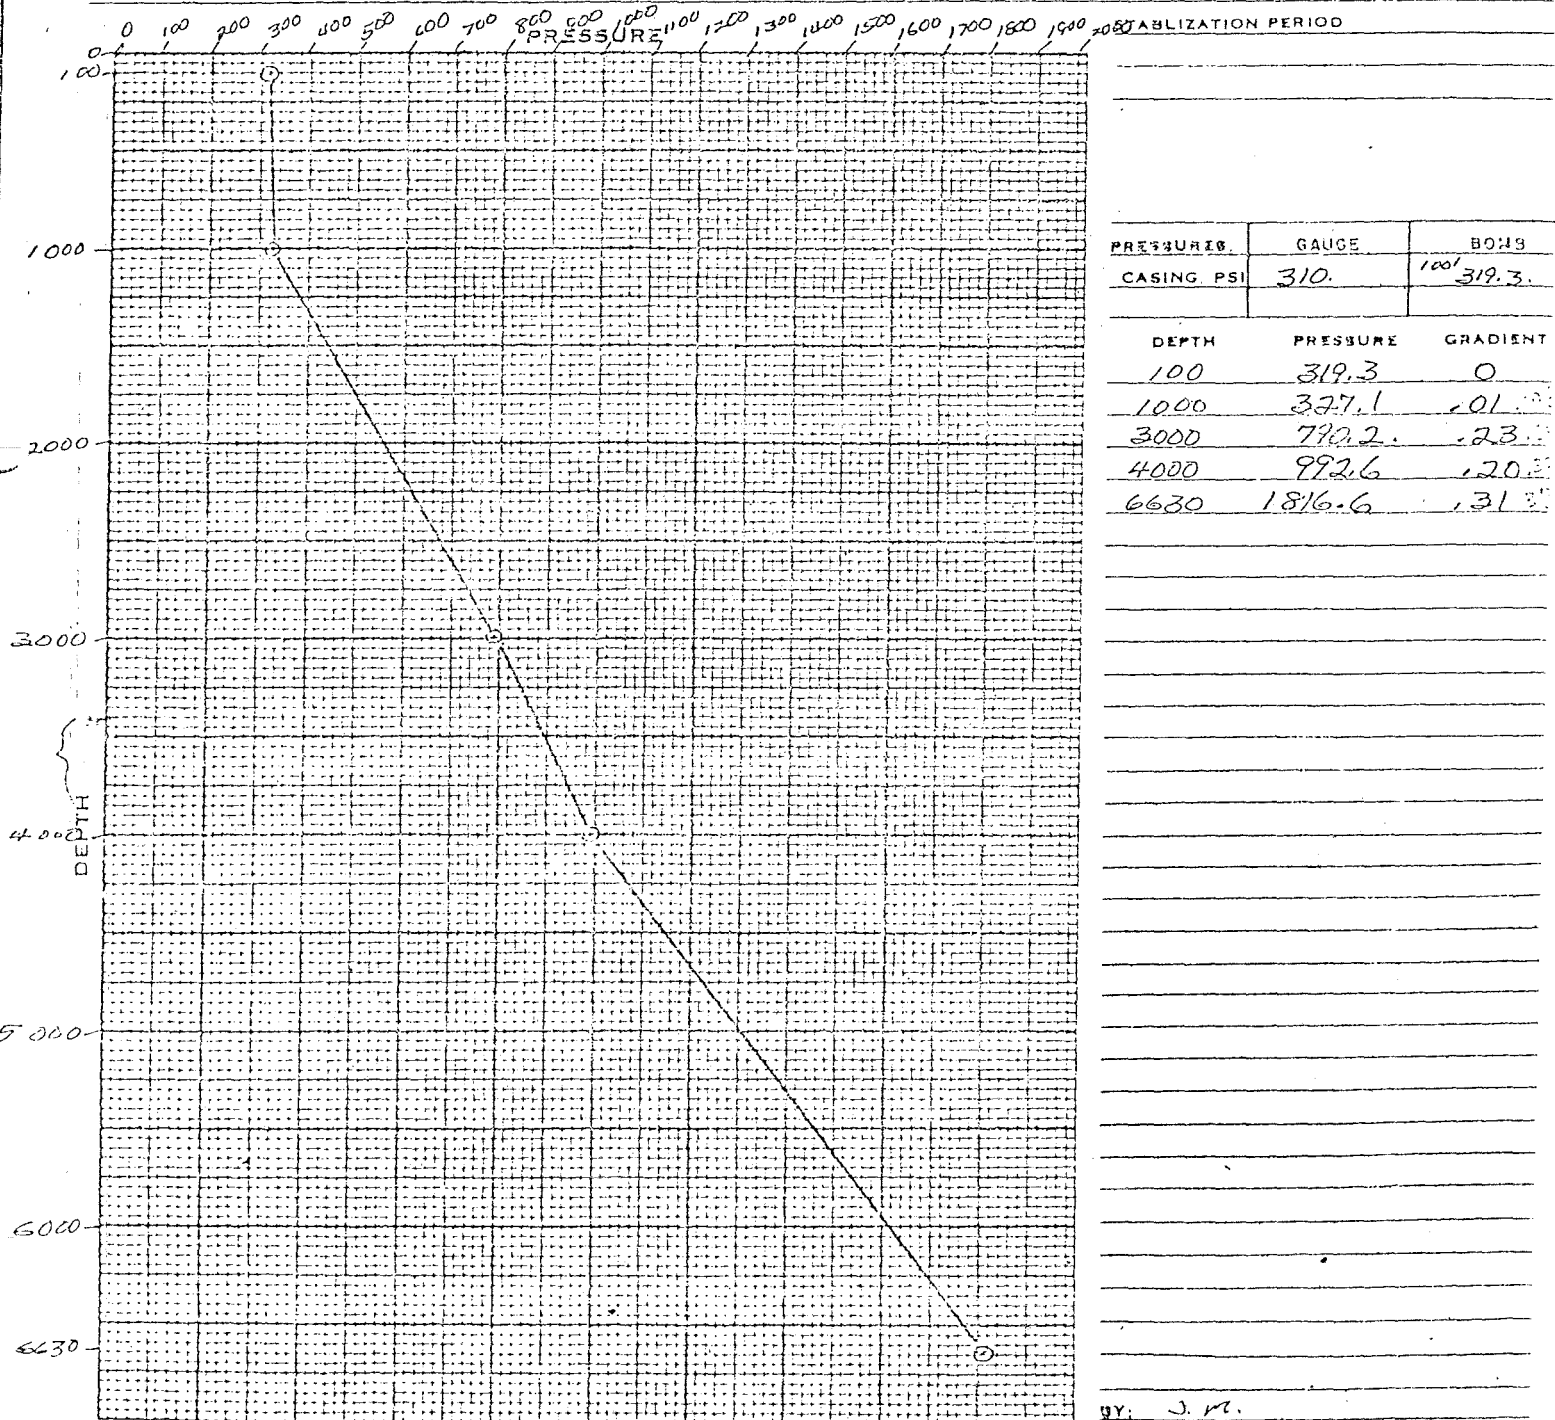 0 100 200 300 400 500 600 700 800 900 1000 1100 1200 1300 1400 1500 1600 1700 1800 1900 2000
PRESSURE
STABLIZATION PERIOD
0
100
1000
2000
3000
4000
5000
6000
6630
DEPTH
PRESSURES. GAUGE BOMB
CASING PSI 310. 100' 319.3.
DEPTH PRESSURE GRADIENT
100 319.3 0
1000 327.1 .01
3000 790.2. .23
4000 992.6 .20
6630 1816.6 .31
BY: J. M.